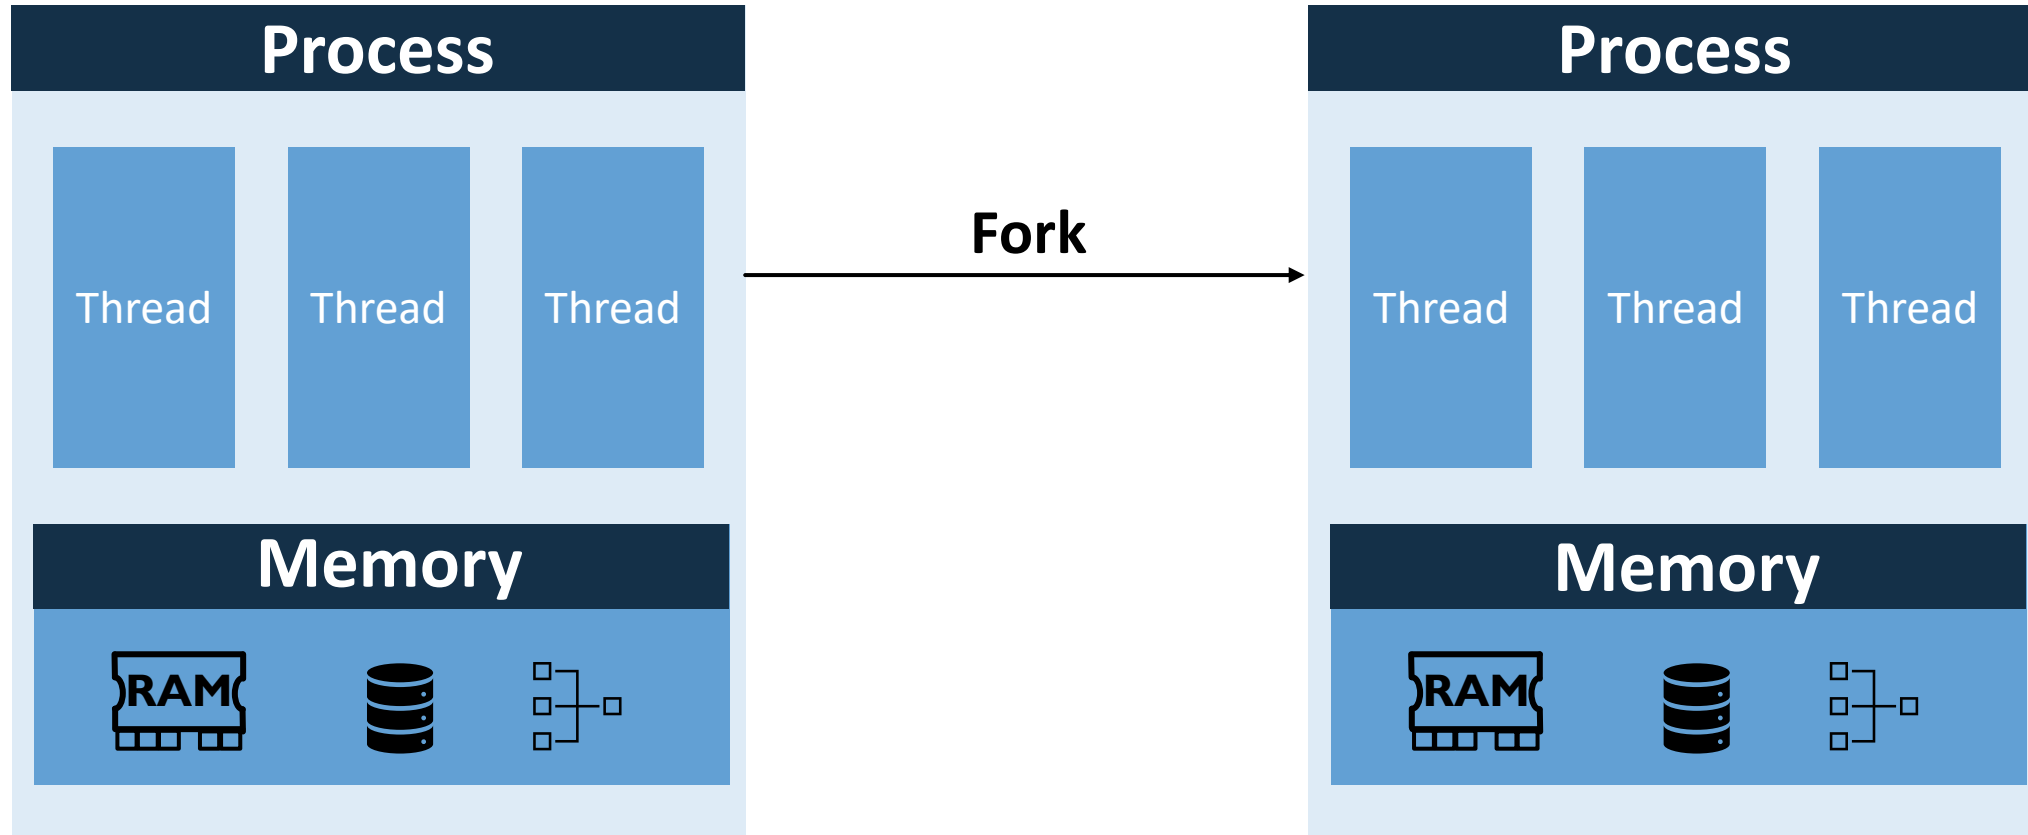 Process
Thread
Thread
Thread
Memory
RAM
Fork
Process
Thread
Thread
Thread
Memory
RAM